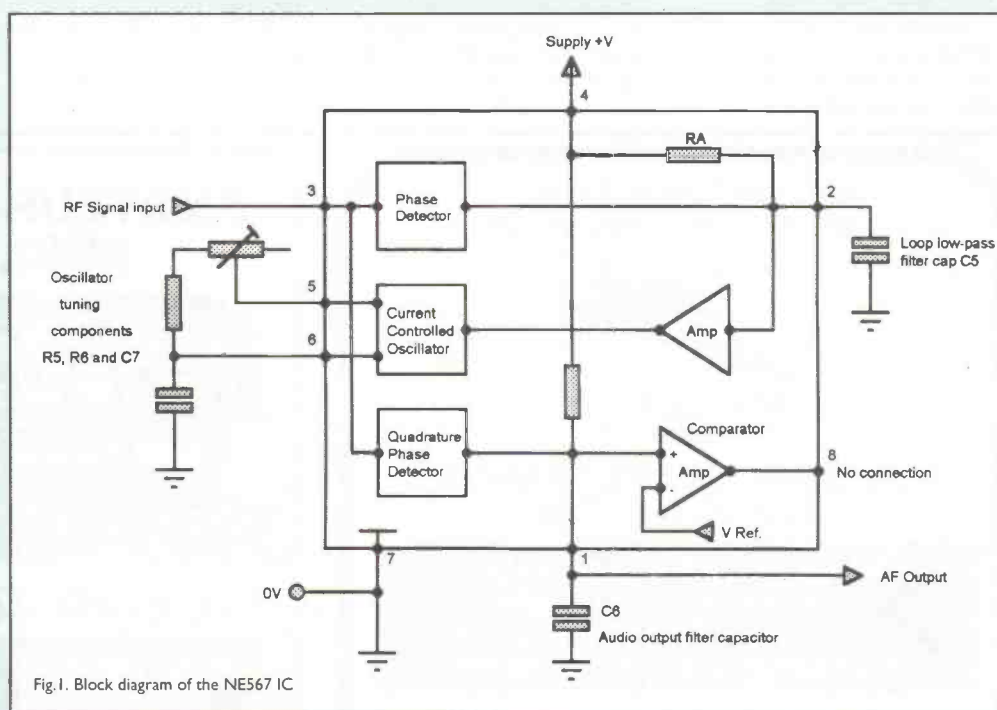 Supply +V
4
RA
3
2
RF Signal input
Phase
Detector
Loop low-pass
filter cap C5
Oscillator
tuning
components
R5, R6 and C7
5
6
Current
Controlled
Oscillator
Amp
Quadrature
Phase
Detector
Comparator
+
Amp
-
8
No connection
V Ref.
7
1
0V
AF Output
C6
Audio output filter capacitor
Fig.1. Block diagram of the NE567 IC